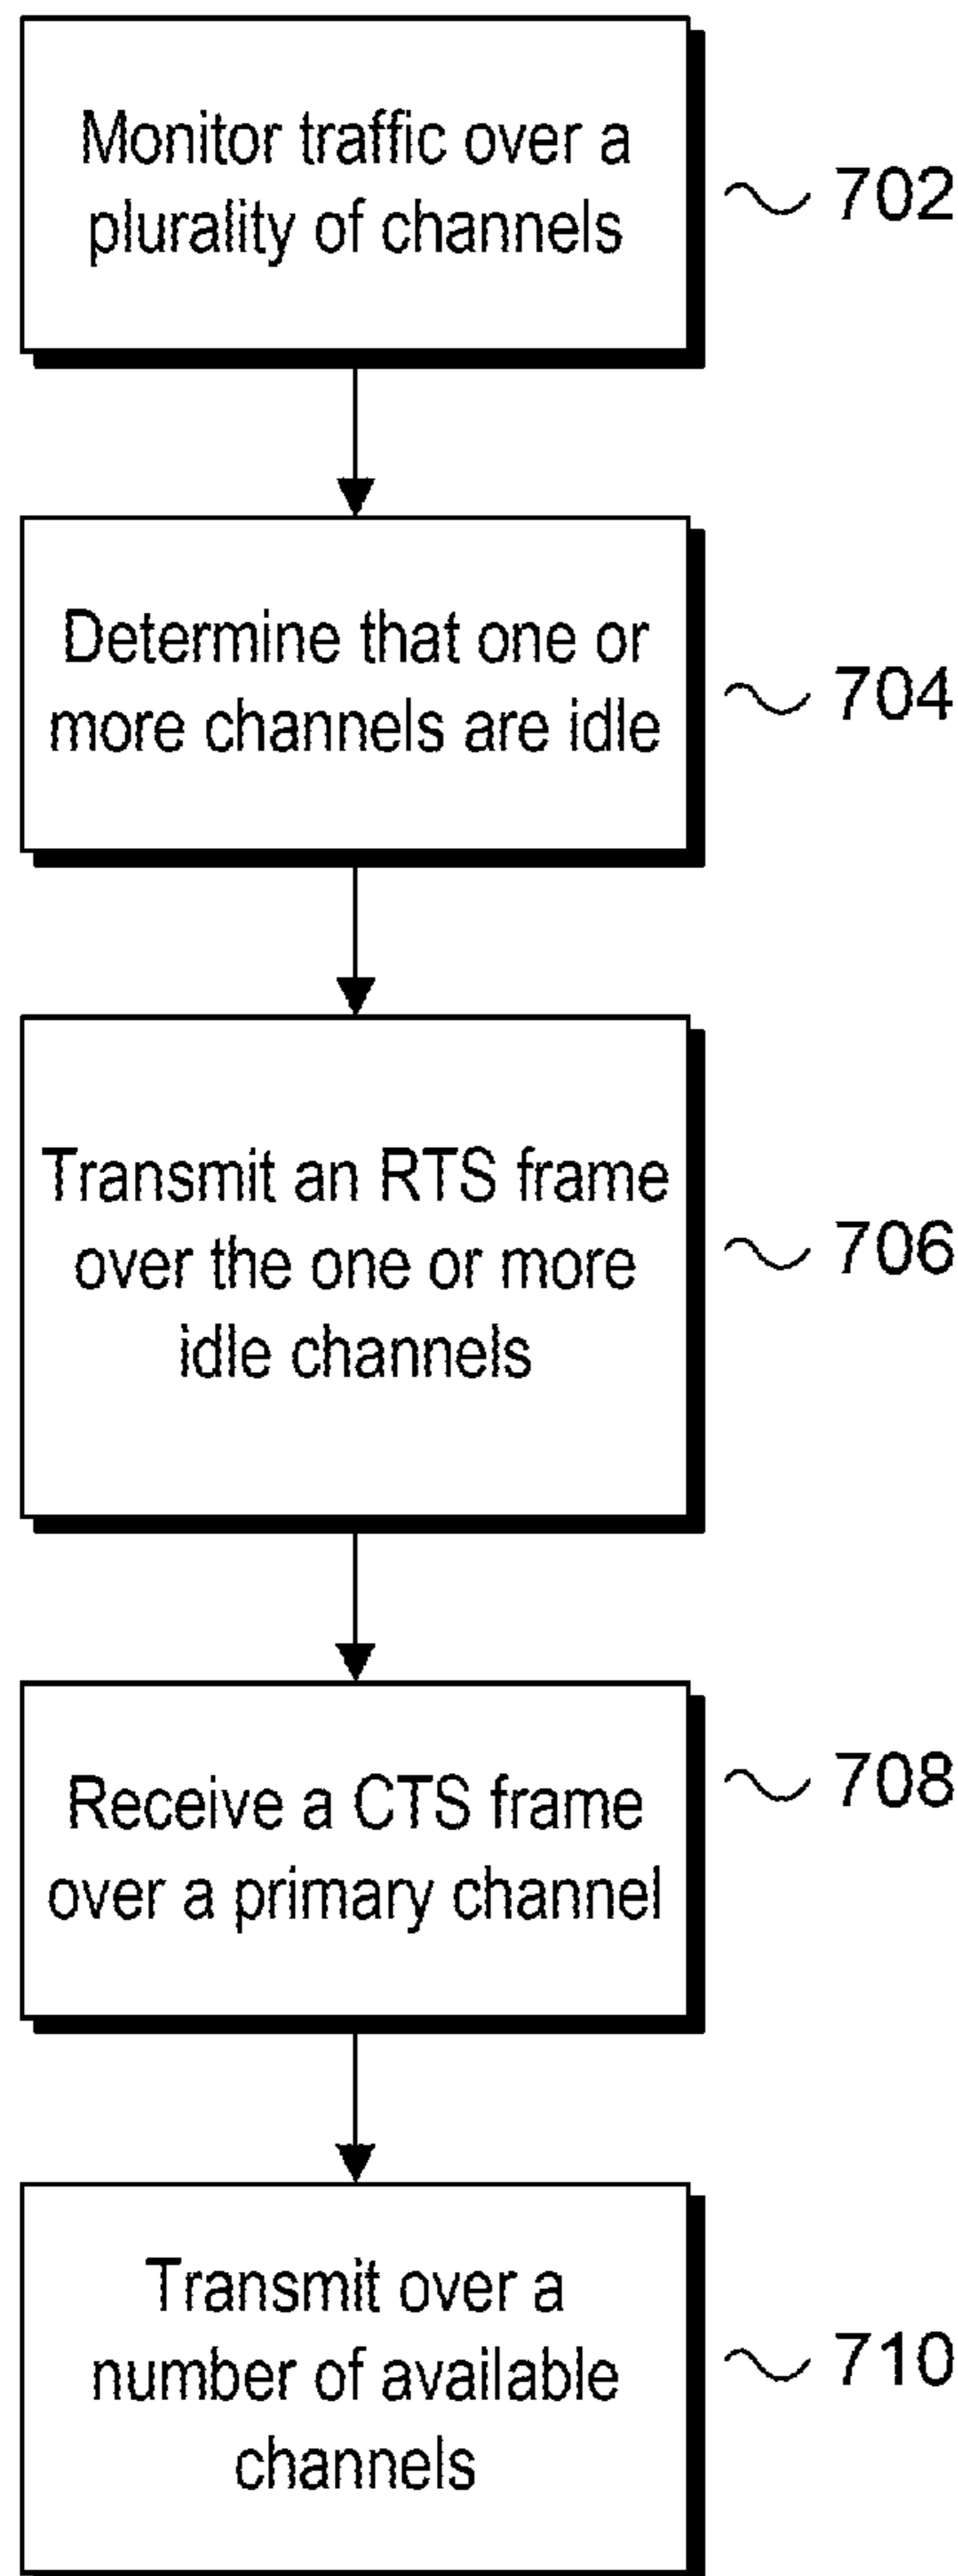 Monitor traffic over a
plurality of channels
702
Determine that one or
more channels are idle
704
Transmit an RTS frame
over the one or more
idle channels
706
Receive a CTS frame
over a primary channel
708
Transmit over a
number of available
channels
710